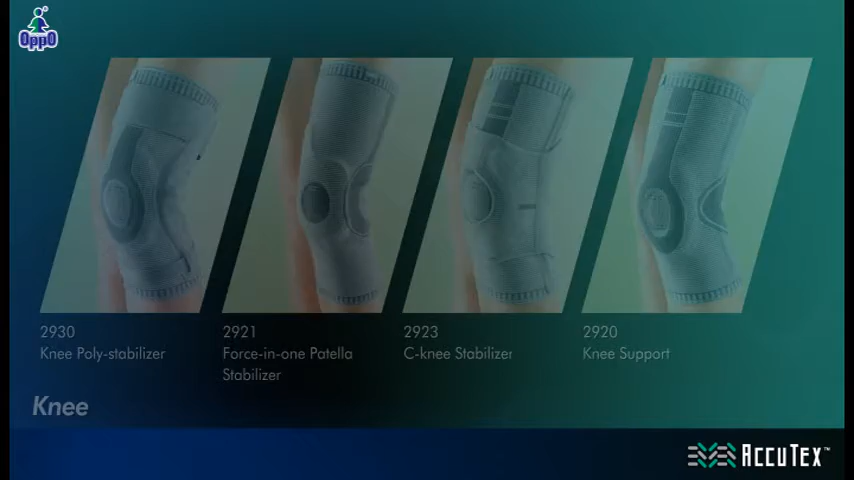 OppO
2930
Knee Poly-stabilizer
2921
Force-in-one Patella
Stabilizer
2923
C-knee Stabilizer
2920
Knee Support
Knee
ACCUTEX™